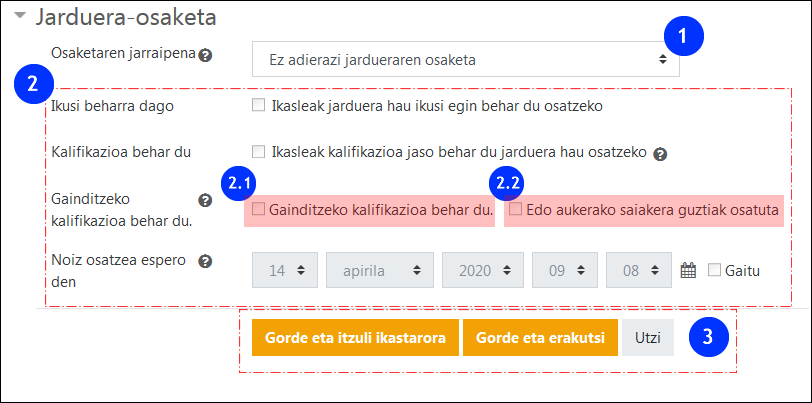 Jarduera-osaketa
1
Osaketaren jarraipena ?
Ez adierazi jardueraren osaketa
2
Ikusi beharra dago
Ikasleak jarduera hau ikusi egin behar du osatzeko
Kalifikazioa behar du
Ikasleak kalifikazioa jaso behar du jarduera hau osatzeko ?
2.1
2.2
Gainditzeko kalifikazioa behar du. ?
Gainditzeko kalifikazioa behar du.
Edo aukerako saiakera guztiak osatuta
Noiz osatzea espero den ?
14 apirila 2020 09 08 Gaitu
Gorde eta itzuli ikastarora Gorde eta erakutsi Utzi
3